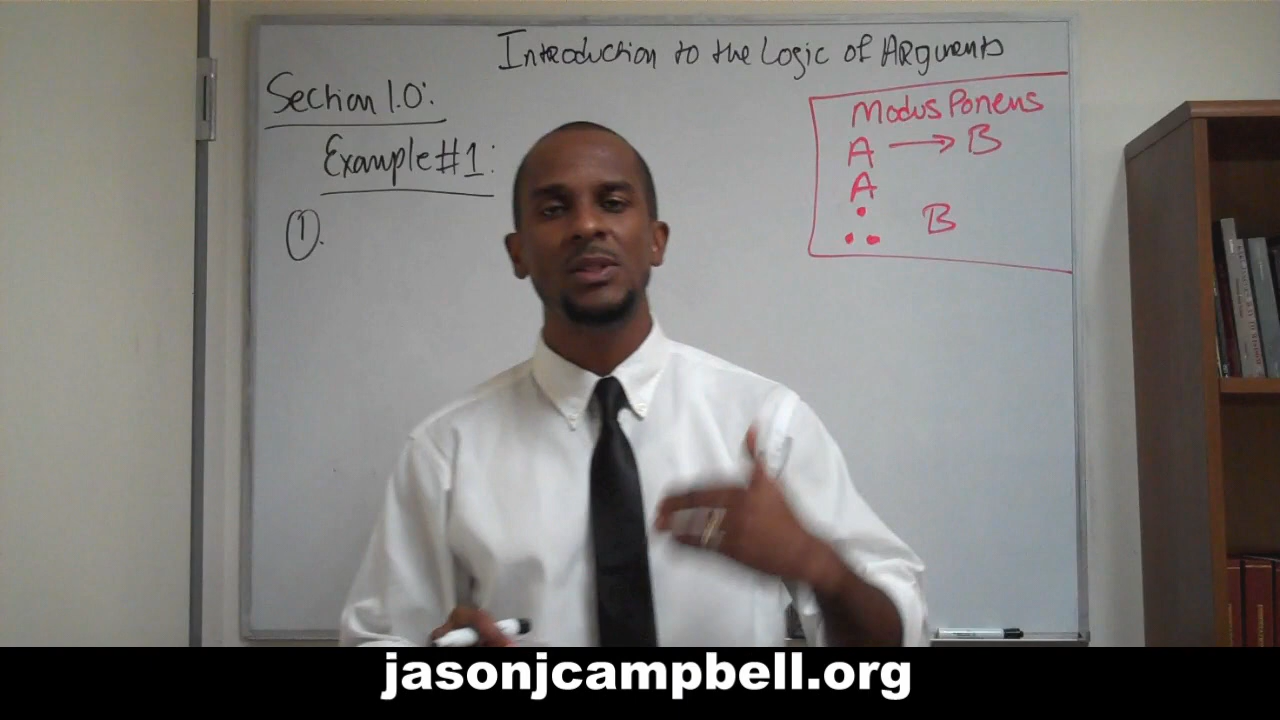 Introduction to the Logic of Arguments
Section 1.0:
Example #1:
①.
Modus Ponens
A → B
A
∴ B
jasonjcampbell.org